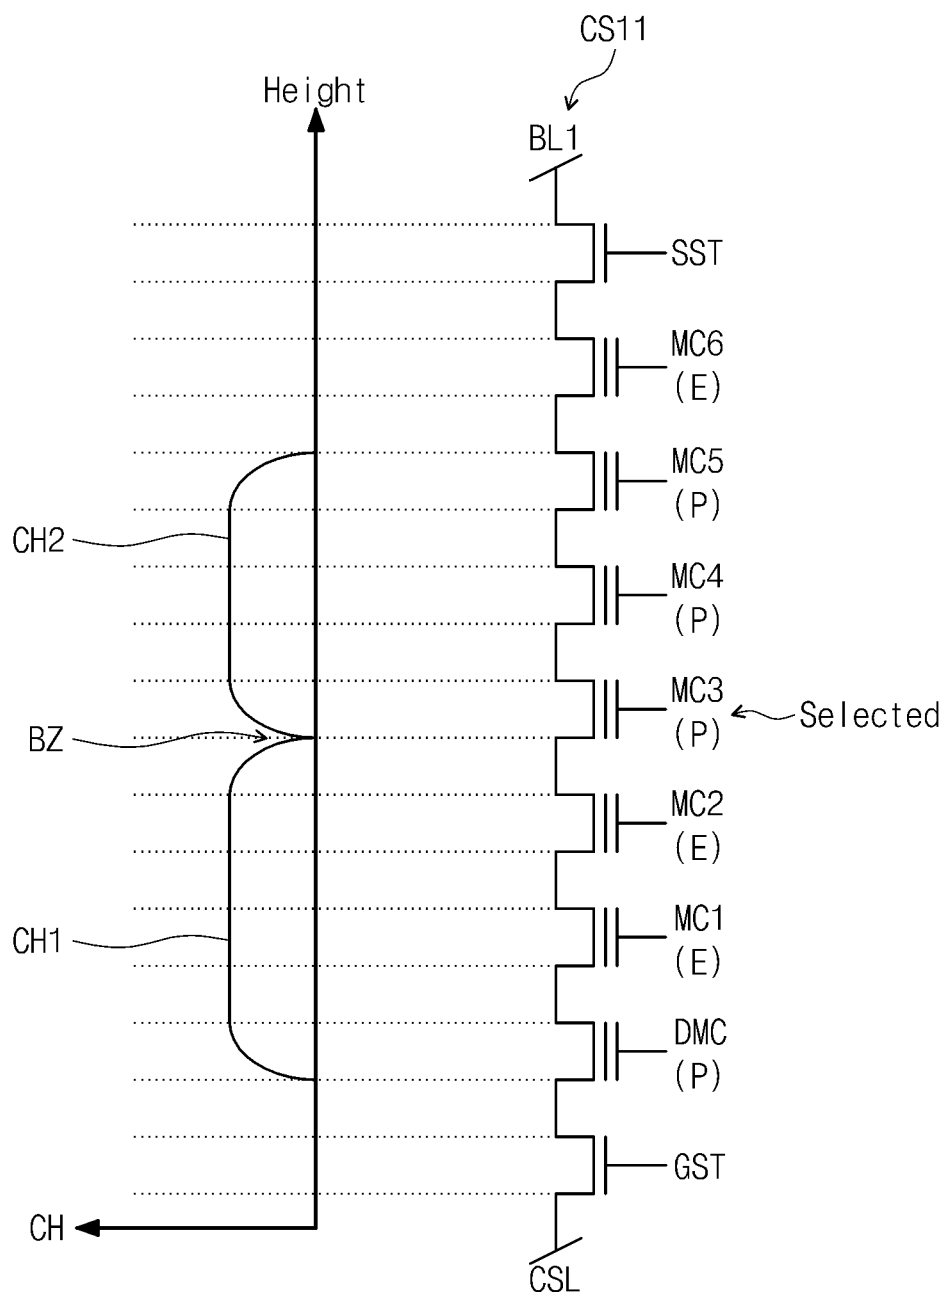 CS11
Height
BL1
SST
MC6
(E)
MC5
(P)
CH2
MC4
(P)
MC3
(P)
Selected
BZ
MC2
(E)
MC1
(E)
CH1
DMC
(P)
GST
CH
CSL